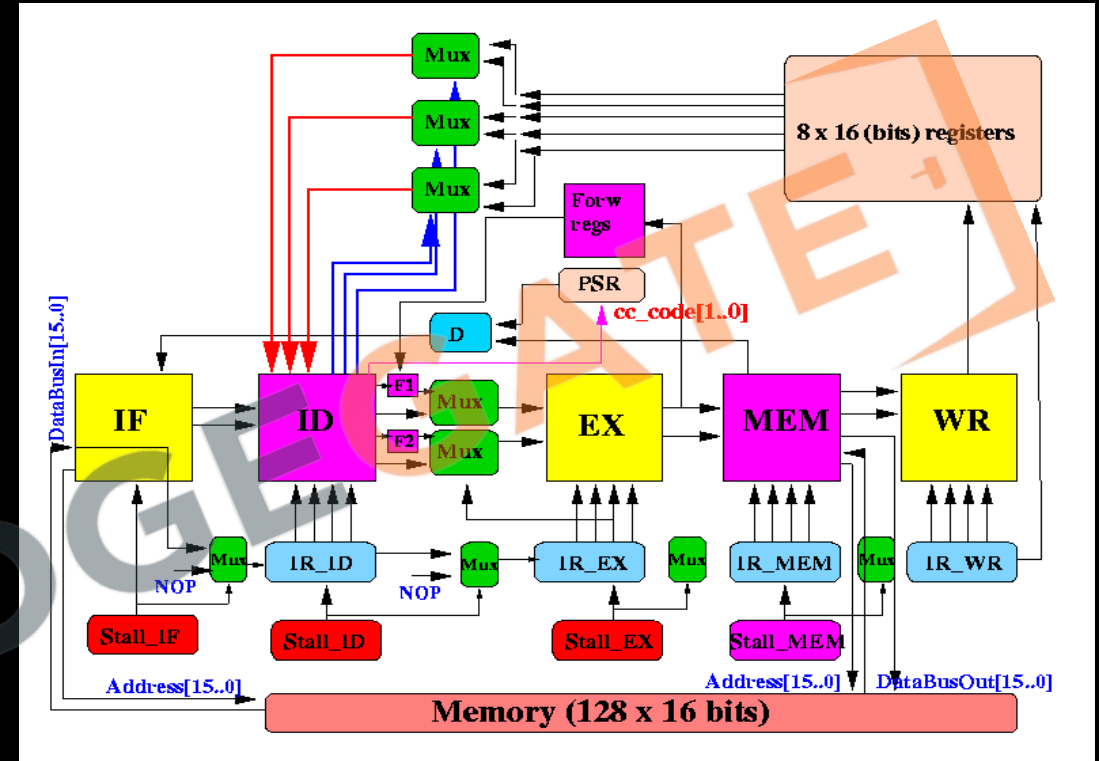 Mux
Mux
8 x 16 (bits) registers
Mux
Forw
regs
PSR
cc_code[1..0]
D
DataBusIn[15..0]
IF
ID
F1
Mux
F2
Mux
EX
MEM
WR
Mux
IR_ID
Mux
IR_EX
Mux
IR_MEM
Mux
IR_WR
NOP
NOP
Stall_IF
Stall_ID
Stall_EX
Stall_MEM
Address[15..0]
Address[15..0]
DataBusOut[15..0]
Memory (128 x 16 bits)
OGEGATE